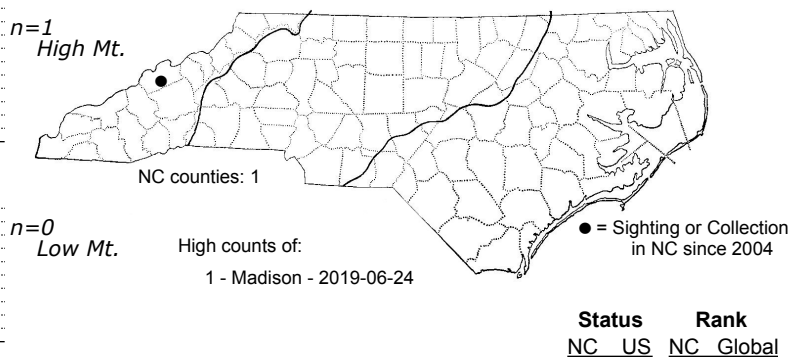 n=1
High Mt.
NC counties: 1
n=0
Low Mt.
High counts of:
1 - Madison - 2019-06-24
● = Sighting or Collection
in NC since 2004
Status Rank
NC US NC Global